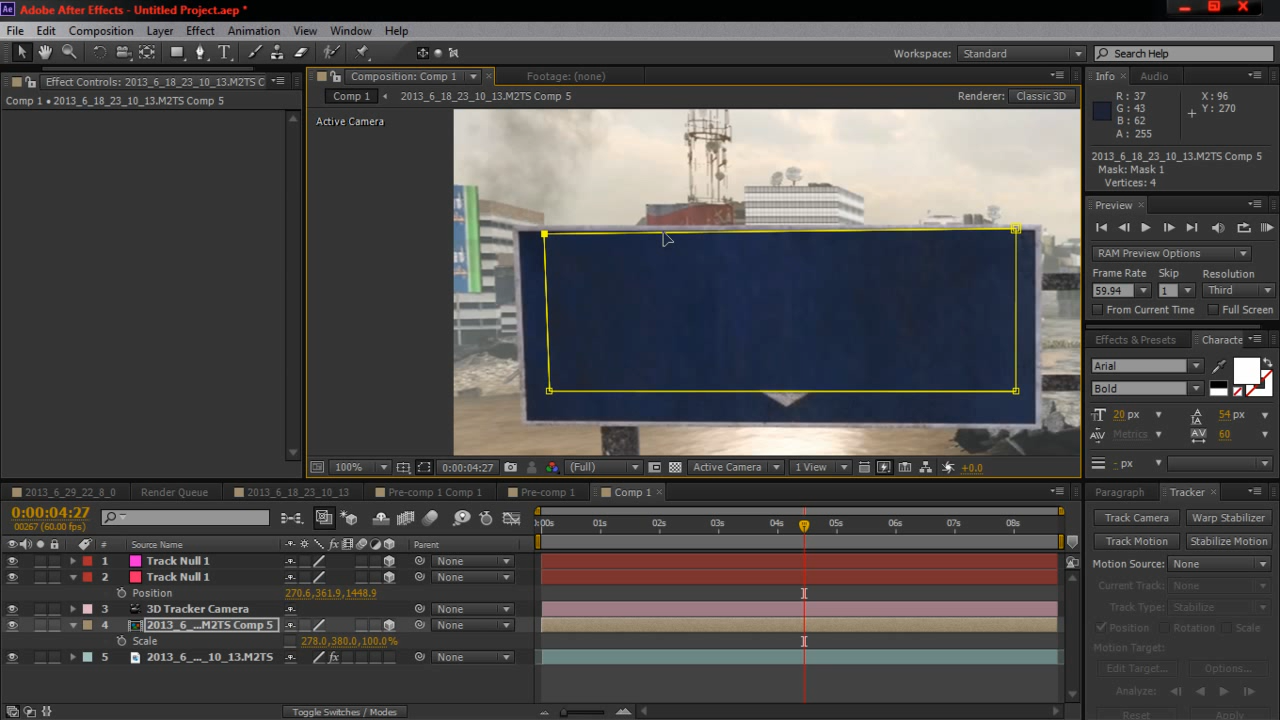 Adobe After Effects - Untitled Project.aep *
File Edit Composition Layer Effect Animation View Window Help
Workspace: Standard Search Help
Effect Controls: 2013_6_18_23_10_13.M2TS C
Comp 1 • 2013_6_18_23_10_13.M2TS Comp 5
Composition: Comp 1 Footage: (none)
Comp 1 2013_6_18_23_10_13.M2TS Comp 5 Renderer: Classic 3D
Active Camera
100% 0:00:04:27 (Full) Active Camera 1 View +0.0
Info Audio
R: 37 X: 96
G: 43 Y: 270
B: 62
A: 255
2013_6_18_23_10_13.M2TS Comp 5
Mask: Mask 1
Vertices: 4
Preview
RAM Preview Options
Frame Rate Skip Resolution
59.94 1 Third
From Current Time Full Screen
Effects & Presets Characte
Arial
Bold
20 px 54 px
Metrics 60
- px
Paragraph Tracker
Track Camera Warp Stabilizer
Track Motion Stabilize Motion
Motion Source: None
Current Track: None
Track Type: Stabilize
Position Rotation Scale
Motion Target:
Edit Target... Options...
Analyze:
Reset Apply
2013_6_29_22_8_0 Render Queue 2013_6_18_23_10_13 Pre-comp 1 Comp 1 Pre-comp 1 Comp 1
0:00:04:27
00267 (60.00 fps)
:00s 01s 02s 03s 04s 05s 06s 07s 08s
# Source Name Parent
1 Track Null 1 None
2 Track Null 1 None
Position 270.6,361.9,1448.9
3 3D Tracker Camera None
4 2013_6_...M2TS Comp 5 None
Scale 278.0,380.0,100.0%
5 2013_6_..._10_13.M2TS None
Toggle Switches / Modes